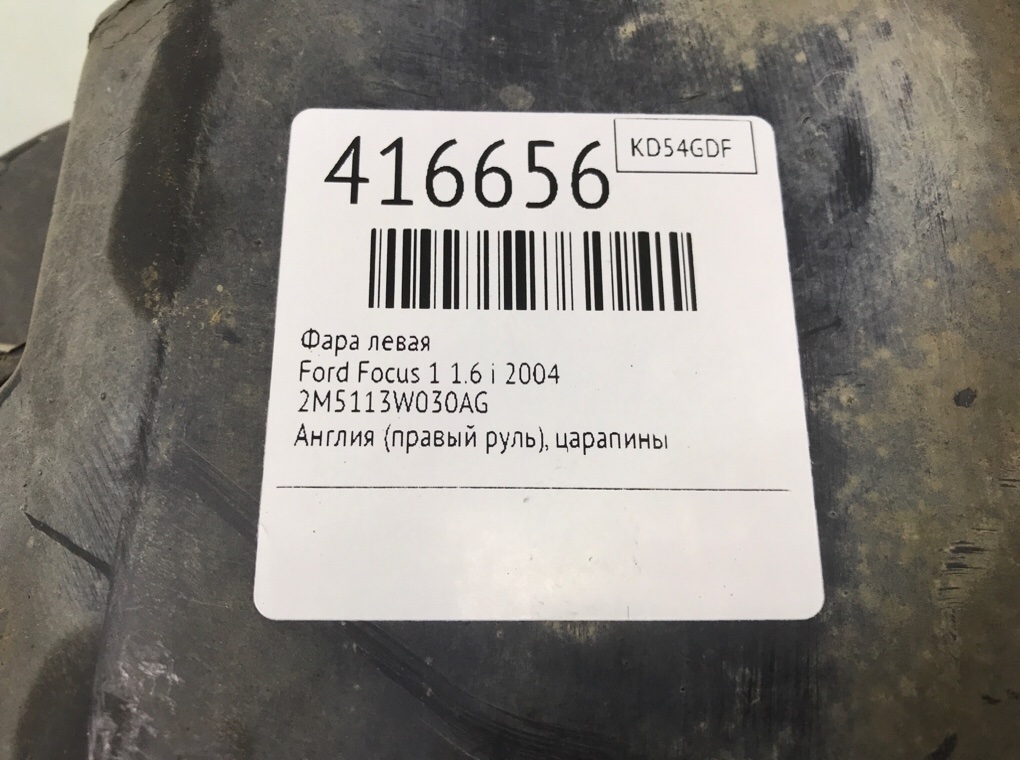 416656
KD54GDF
Фара левая
Ford Focus 1 1.6 i 2004
2M5113W030AG
Англия (правый руль), царапины